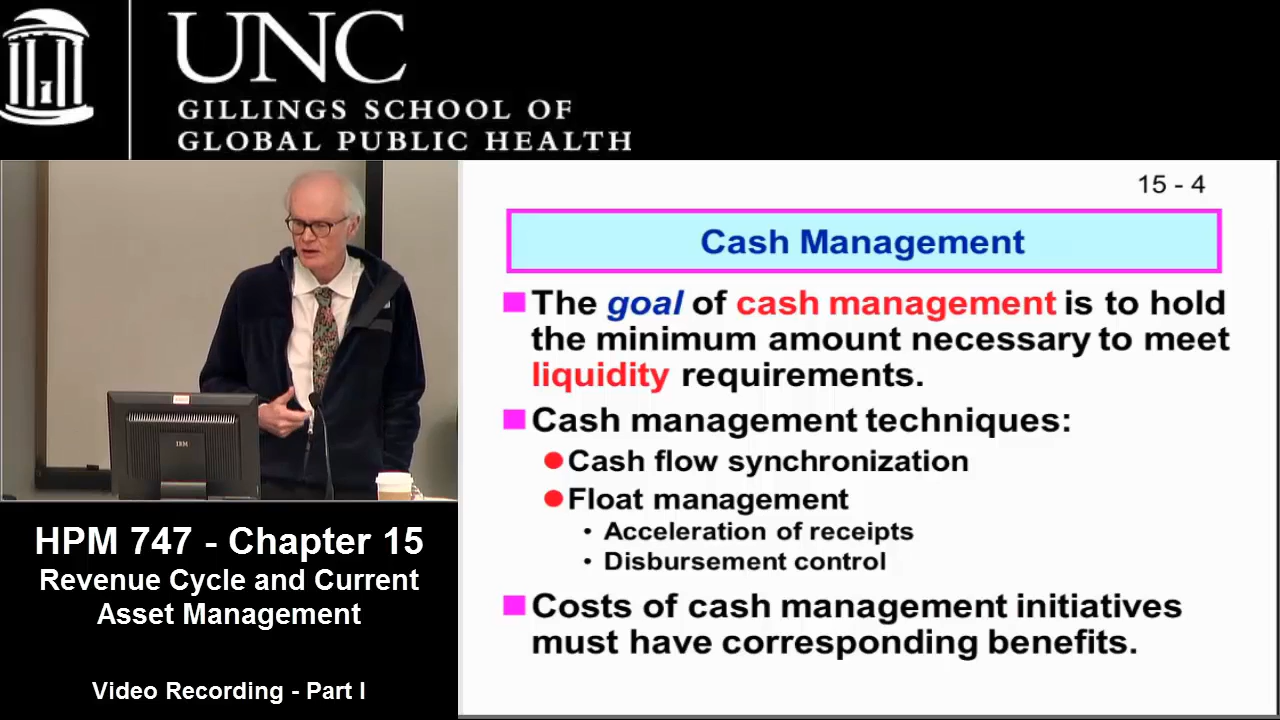 UNC
GILLINGS SCHOOL OF
GLOBAL PUBLIC HEALTH
15 - 4
Cash Management
The goal of cash management is to hold
the minimum amount necessary to meet
liquidity requirements.
Cash management techniques:
Cash flow synchronization
Float management
• Acceleration of receipts
• Disbursement control
Costs of cash management initiatives
must have corresponding benefits.
IBM
HPM 747 - Chapter 15
Revenue Cycle and Current
Asset Management
Video Recording - Part I